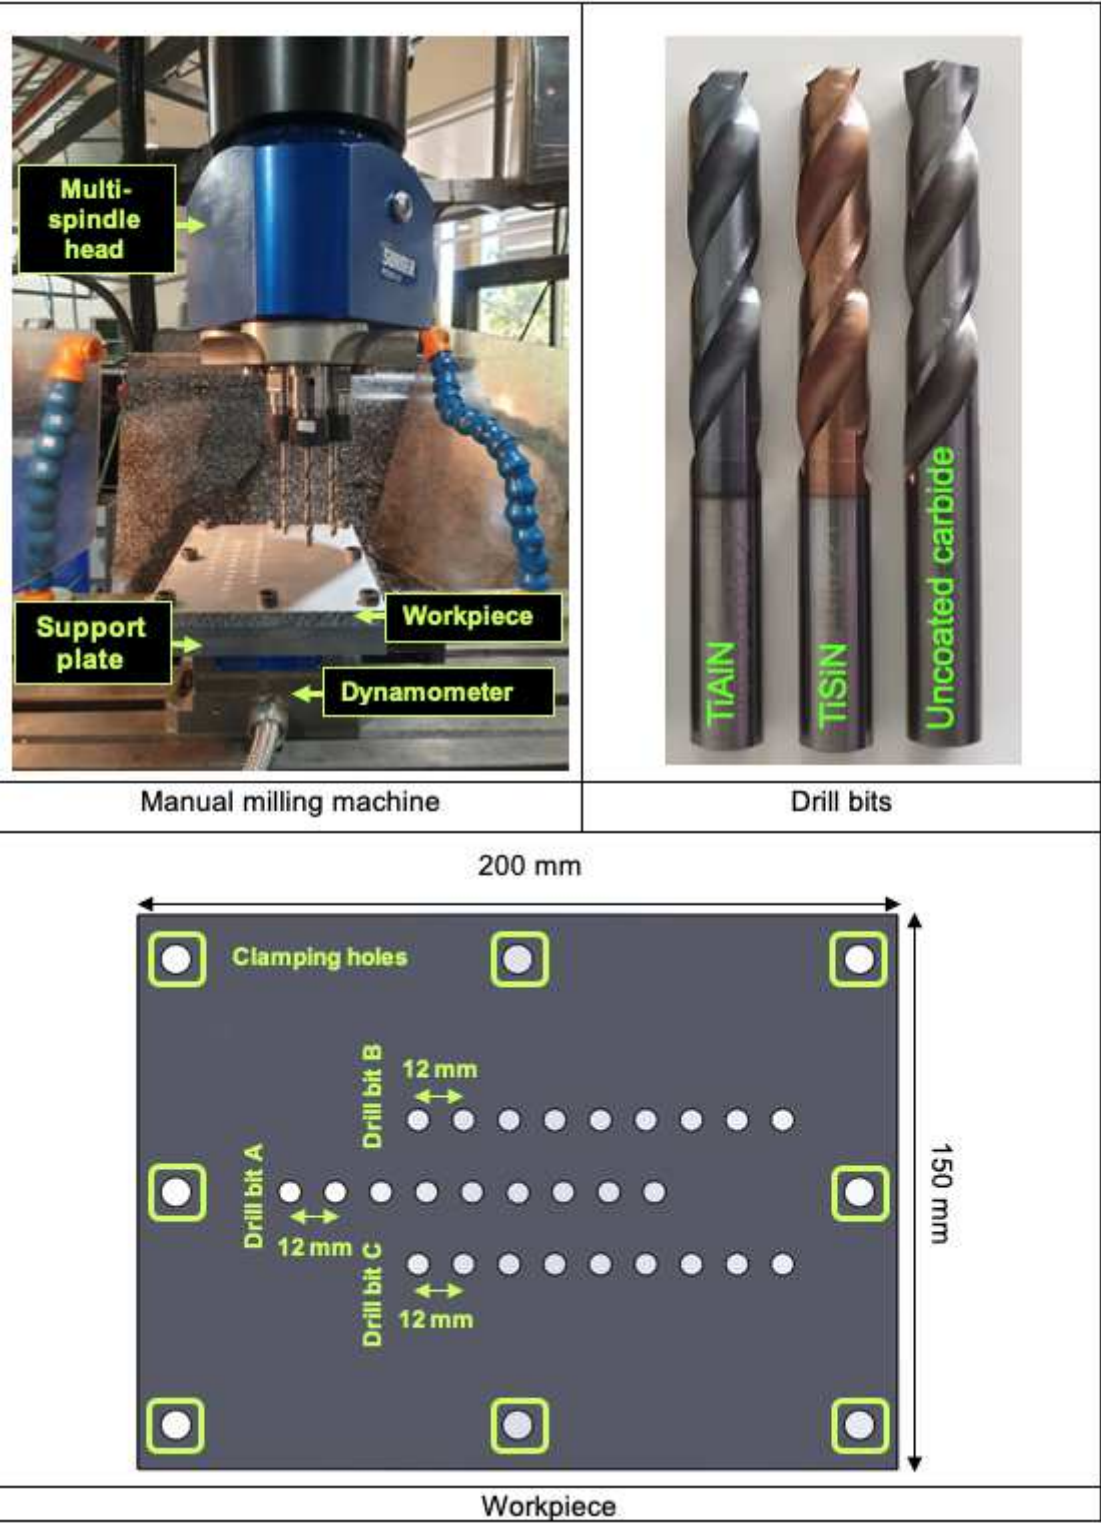 Multi-
spindle
head
Support
plate
Workpiece
Dynamometer
TiAlN
TiSiN
Uncoated carbide
Manual milling machine
Drill bits
200 mm
Clamping holes
Drill bit B
12 mm
Drill bit A
12 mm
Drill bit C
12 mm
150 mm
Workpiece